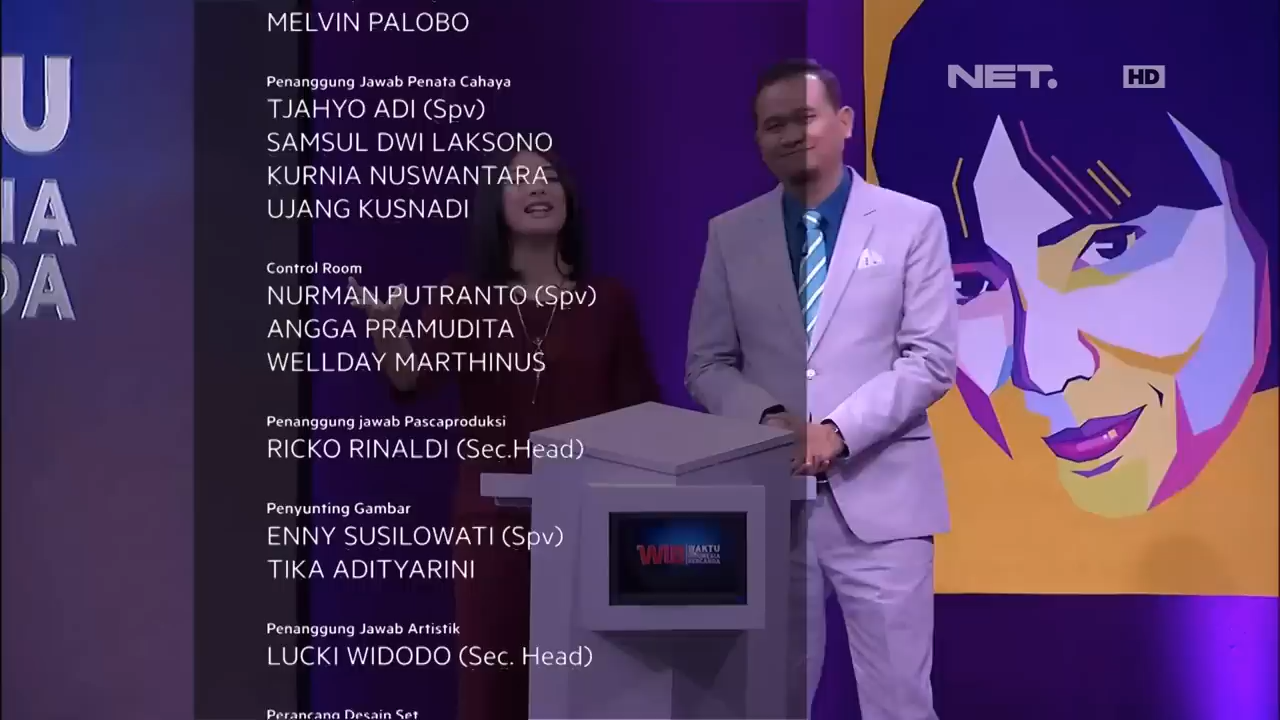 MELVIN PALOBO
Penanggung Jawab Penata Cahaya
TJAHYO ADI (Spv)
SAMSUL DWI LAKSONO
KURNIA NUSWANTARA
UJANG KUSNADI
Control Room
NURMAN PUTRANTO (Spv)
ANGGA PRAMUDITA
WELLDAY MARTHINUS
Penanggung jawab Pascaproduksi
RICKO RINALDI (Sec.Head)
Penyunting Gambar
ENNY SUSILOWATI (Spv)
TIKA ADITYARINI
Penanggung Jawab Artistik
LUCKI WIDODO (Sec. Head)
Perancang Desain Set
NET.
HD
WIB
WAKTU
INDONESIA
BERCANDA